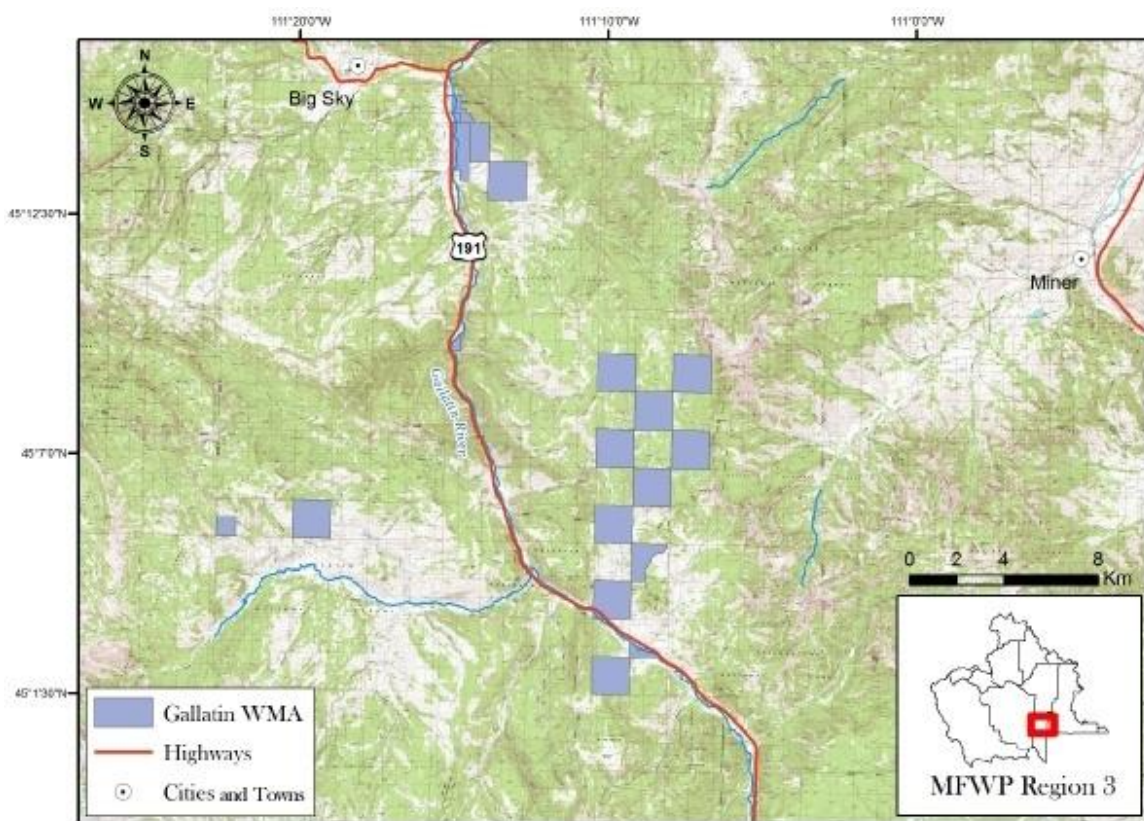 111°20'0"W 111°10'0"W 111°0'0"W
N
W E
S
Big Sky
45°12'30"N
191
Miner
Gallatin River
45°7'0"N
0 2 4 8
Km
45°1'30"N
Gallatin WMA
Highways
Cities and Towns
MFWP Region 3